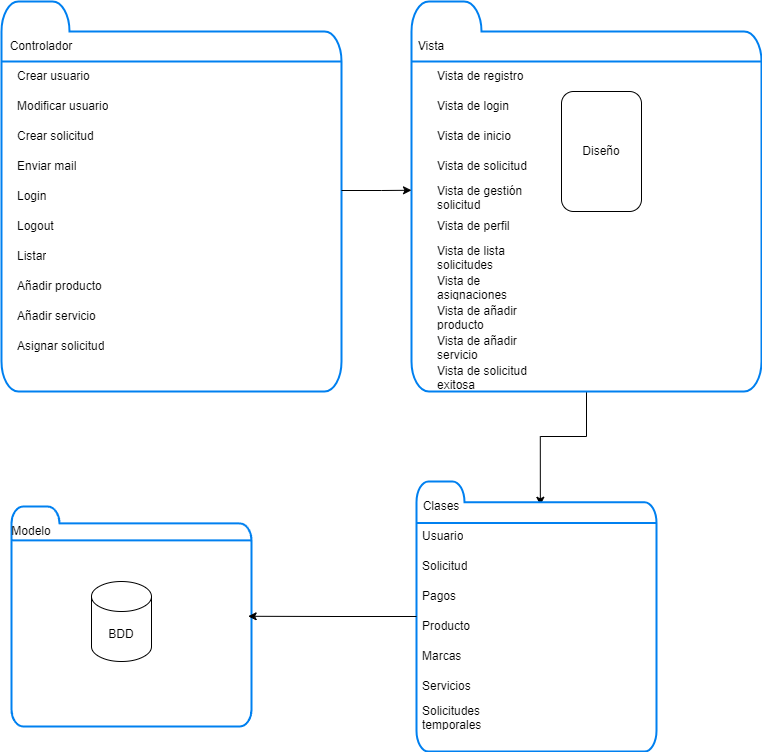 Controlador
Crear usuario
Modificar usuario
Crear solicitud
Enviar mail
Login
Logout
Listar
Añadir producto
Añadir servicio
Asignar solicitud
Vista
Vista de registro
Vista de login
Vista de inicio
Vista de solicitud
Vista de gestión
solicitud
Vista de perfil
Vista de lista
solicitudes
Vista de
asignaciones
Vista de añadir
producto
Vista de añadir
servicio
Vista de solicitud
exitosa
Diseño
Modelo
BDD
Clases
Usuario
Solicitud
Pagos
Producto
Marcas
Servicios
Solicitudes
temporales